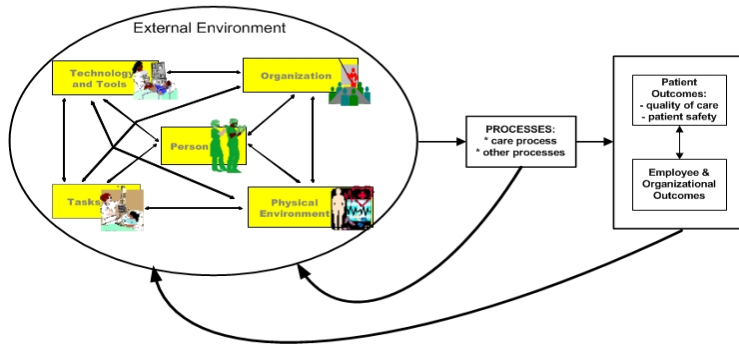 External Environment
Technology
and Tools
Organization
Person
Tasks
Physical
Environment
PROCESSES:
* care process
* other processes
Patient
Outcomes:
- quality of care
- patient safety
Employee &
Organizational
Outcomes